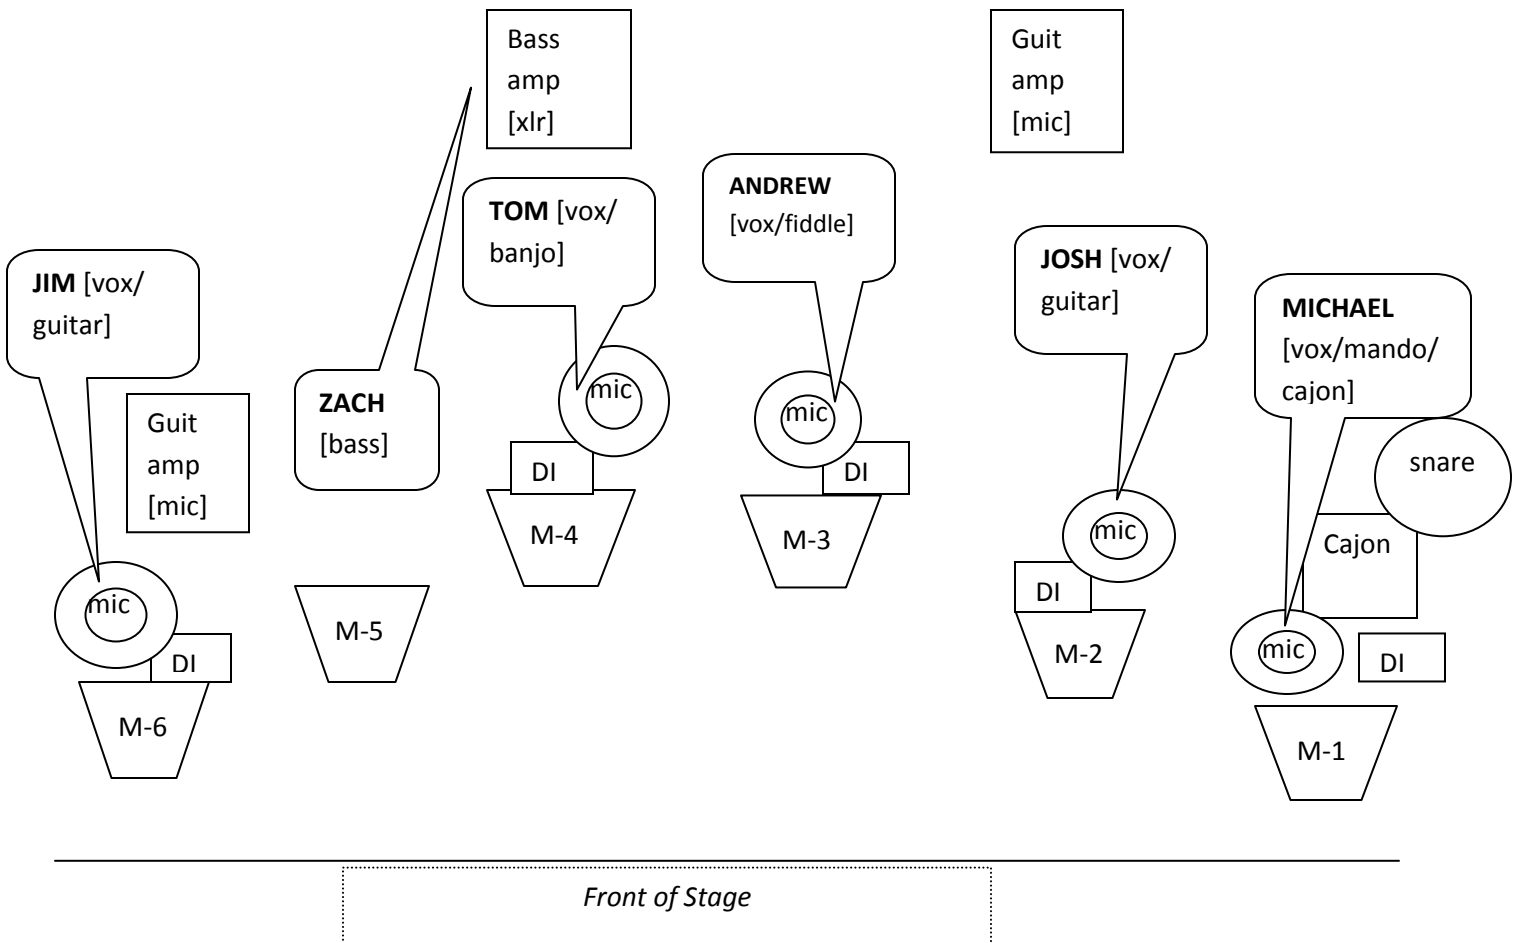 Bass
amp
[xlr]
Guit
amp
[mic]
ANDREW
[vox/fiddle]
TOM [vox/
banjo]
JOSH [vox/
guitar]
JIM [vox/
guitar]
MICHAEL
[vox/mando/
cajon]
ZACH
[bass]
Guit
amp
[mic]
mic
mic
snare
DI
DI
mic
Cajon
M-4
M-3
mic
DI
M-5
DI
M-2
mic
DI
M-6
M-1
Front of Stage